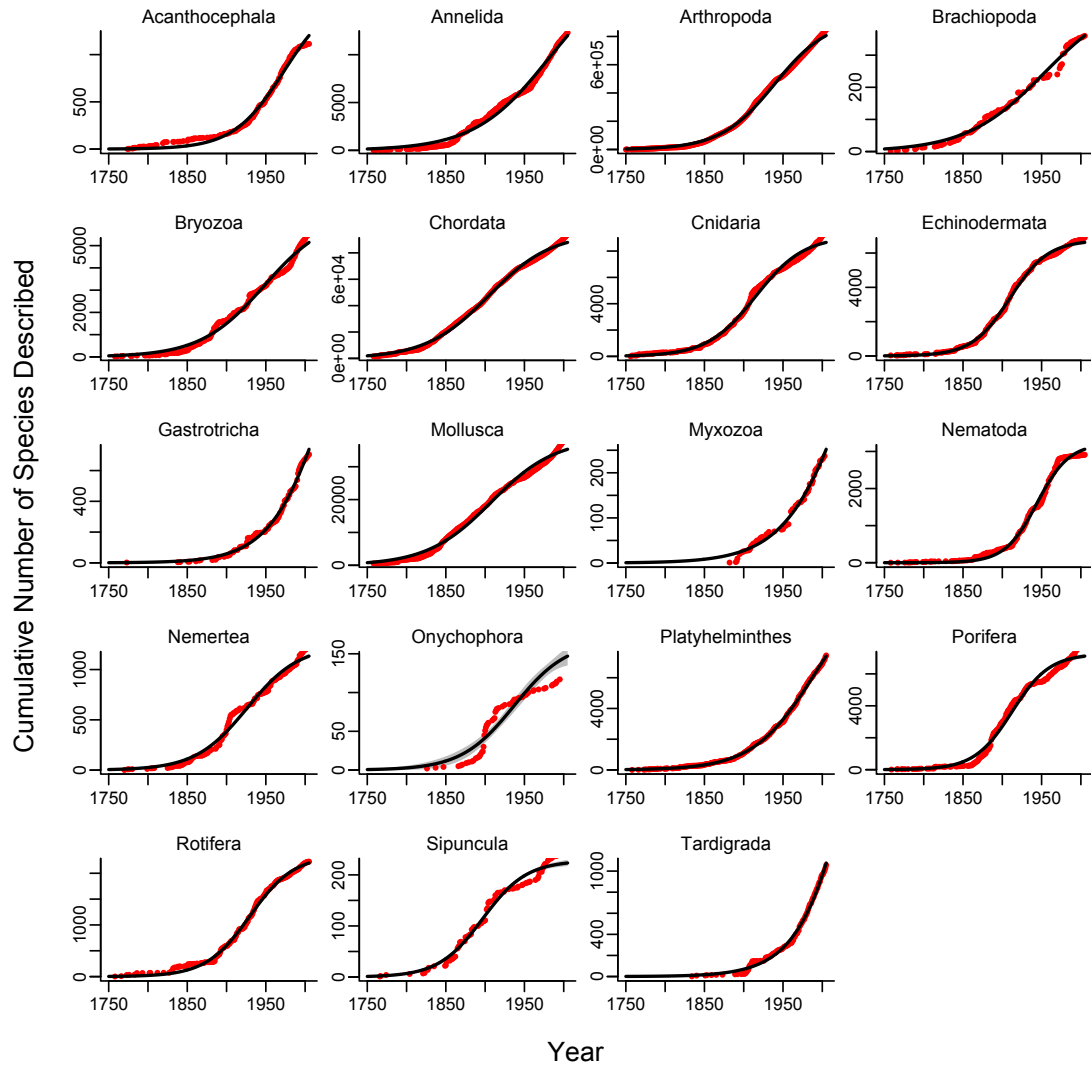 Cumulative Number of Species Described
Acanthocephala Annelida Arthropoda Brachiopoda
0 500
0 5000
0e+00 6e+05
0 200
1750 1850 1950 1750 1850 1950 1750 1850 1950 1750 1850 1950
Bryozoa Chordata Cnidaria Echinodermata
0 2000 5000
0e+00 6e+04
0 4000
0 4000
1750 1850 1950 1750 1850 1950 1750 1850 1950 1750 1850 1950
Gastrotricha Mollusca Myxozoa Nematoda
0 400
0 20000
0 100 200
0 2000
1750 1850 1950 1750 1850 1950 1750 1850 1950 1750 1850 1950
Nemertea Onychophora Platyhelminthes Porifera
0 500 1000
0 50 150
0 4000
0 4000
1750 1850 1950 1750 1850 1950 1750 1850 1950 1750 1850 1950
Rotifera Sipuncula Tardigrada
0 1000
0 100 200
0 400 1000
1750 1850 1950 1750 1850 1950 1750 1850 1950
Year